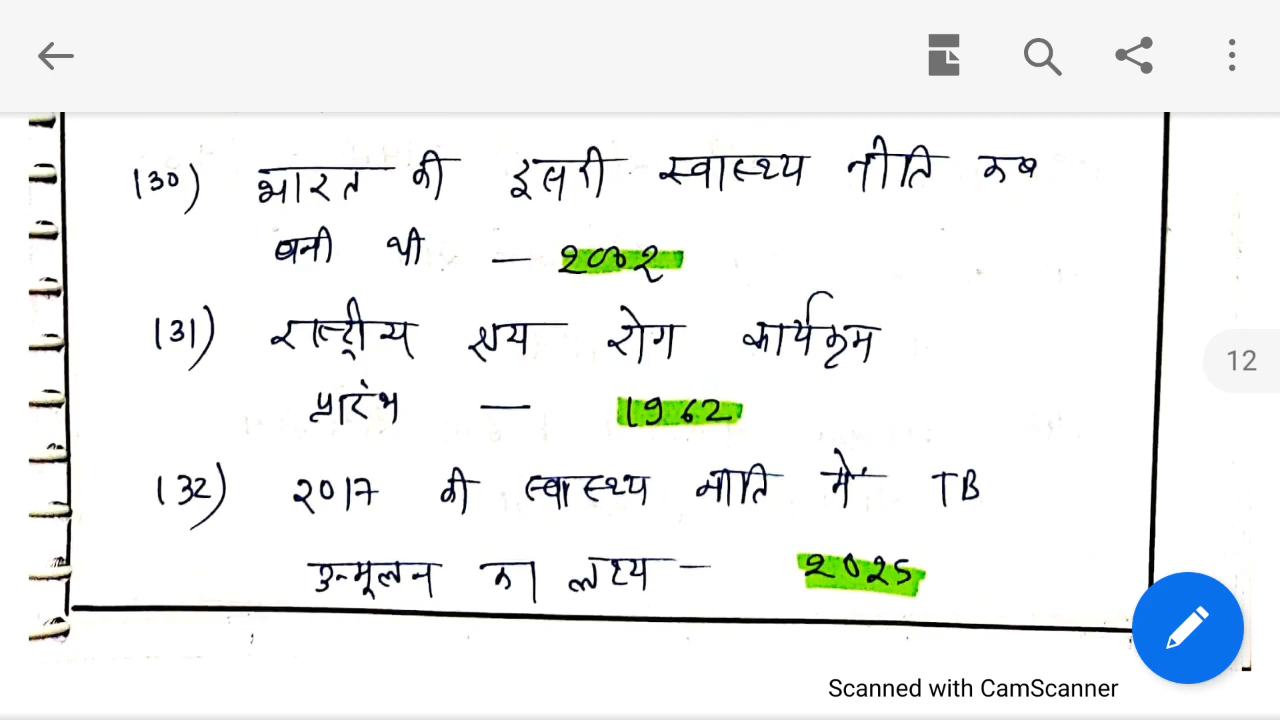 130) भारत की दुसरी स्वास्थ्य नीति कब
बनी थी — 2002
131) राष्ट्रीय क्षय रोग कार्यक्रम
प्रारंभ — 1962
132) 2017 की स्वास्थ्य नीति में TB
उन्मूलन का लक्ष्य — 2025
12
Scanned with CamScanner